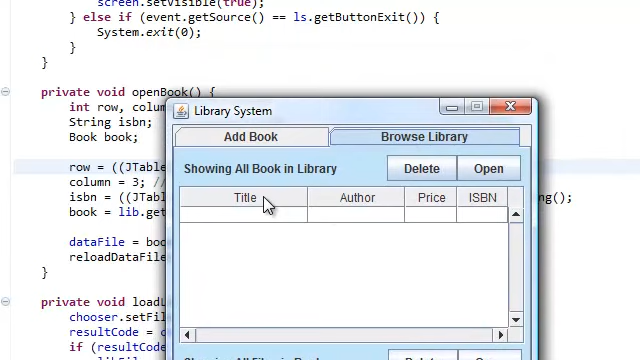 screen.setVisible(true);
} else if (event.getSource() == ls.getButtonExit()) {
System.exit(0);
}
}
private void openBook() {
int row, colum
String isbn;
Book book;
row = ((JTable
column = 3; //
isbn = ((JTab
ng();
book = lib.get
dataFile = boo
reloadDataFile
}
private void loadL
chooser.setFil
resultCode = c
if (resultCode
Library System
Add Book
Browse Library
Showing All Book in Library
Delete
Open
Title
Author
Price
ISBN